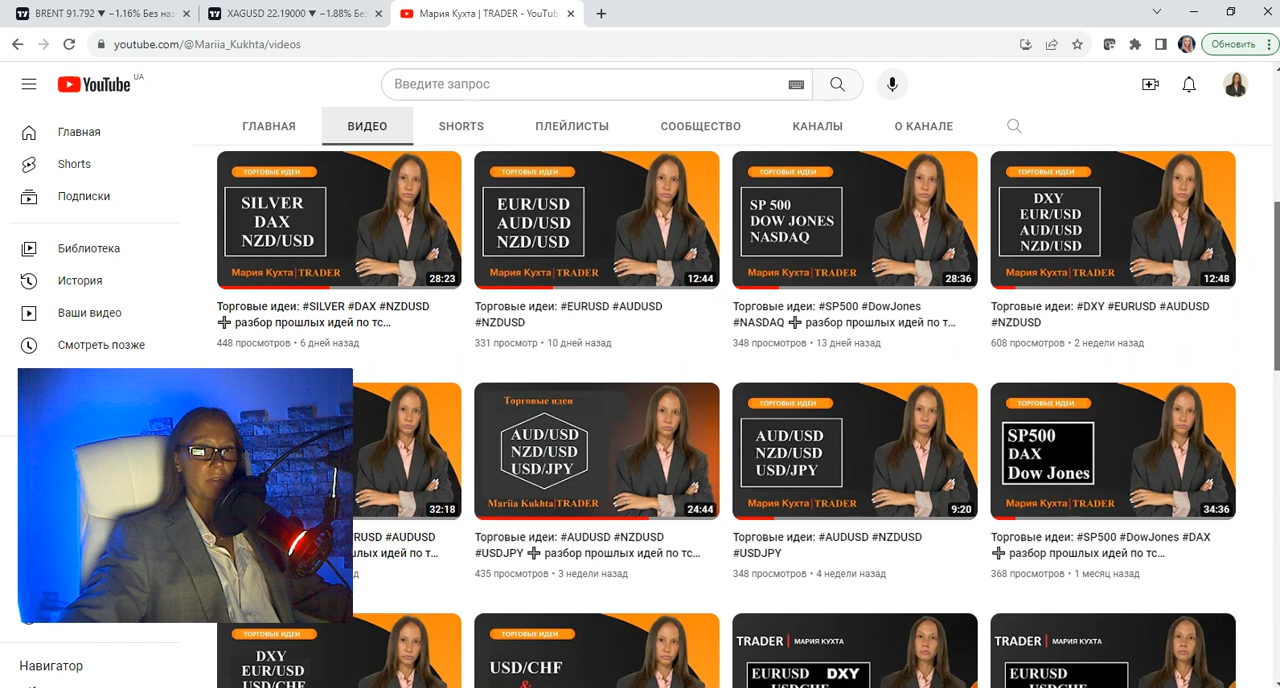 BRENT 91.792 ▼ −1.16% Без наз
XAGUSD 22.19000 ▼ −1.88% Без
Мария Кухта | TRADER - YouTube
youtube.com/@Mariia_Kukhta/videos
Обновить
YouTube UA
Введите запрос
ГЛАВНАЯ
ВИДЕО
SHORTS
ПЛЕЙЛИСТЫ
СООБЩЕСТВО
КАНАЛЫ
О КАНАЛЕ
Главная
Shorts
Подписки
Библиотека
История
Ваши видео
Смотреть позже
Навигатор
ТОРГОВЫЕ ИДЕИ
SILVER
DAX
NZD/USD
Мария Кухта | TRADER
28:23
Торговые идеи: #SILVER #DAX #NZDUSD
➕ разбор прошлых идей по тс...
448 просмотров • 6 дней назад
ТОРГОВЫЕ ИДЕИ
EUR/USD
AUD/USD
NZD/USD
Мария Кухта | TRADER
12:44
Торговые идеи: #EURUSD #AUDUSD
#NZDUSD
331 просмотр • 10 дней назад
ТОРГОВЫЕ ИДЕИ
SP 500
DOW JONES
NASDAQ
Мария Кухта | TRADER
28:36
Торговые идеи: #SP500 #DowJones
#NASDAQ ➕ разбор прошлых идей по т...
348 просмотров • 13 дней назад
ТОРГОВЫЕ ИДЕИ
DXY
EUR/USD
AUD/USD
NZD/USD
Мария Кухта | TRADER
12:48
Торговые идеи: #DXY #EURUSD #AUDUSD
#NZDUSD
608 просмотров • 2 недели назад
32:18
RUSD #AUDUSD
лых идей по т...
зад
Торговые идеи
AUD/USD
NZD/USD
USD/JPY
Mariia Kukhta | TRADER
24:44
Торговые идеи: #AUDUSD #NZDUSD
#USDJPY ➕ разбор прошлых идей по тс...
435 просмотров • 3 недели назад
ТОРГОВЫЕ ИДЕИ
AUD/USD
NZD/USD
USD/JPY
Мария Кухта | TRADER
9:20
Торговые идеи: #AUDUSD #NZDUSD
#USDJPY
348 просмотров • 4 недели назад
ТОРГОВЫЕ ИДЕИ
SP500
DAX
Dow Jones
Мария Кухта | TRADER
34:36
Торговые идеи: #SP500 #DowJones #DAX
➕ разбор прошлых идей по тс...
368 просмотров • 1 месяц назад
ТОРГОВЫЕ ИДЕИ
DXY
EUR/USD
USD/CHF
ТОРГОВЫЕ ИДЕИ
USD/CHF
&
TRADER | МАРИЯ КУХТА
EURUSD DXY
USDCHF
TRADER | МАРИЯ КУХТА
EURUSD
USDCHF